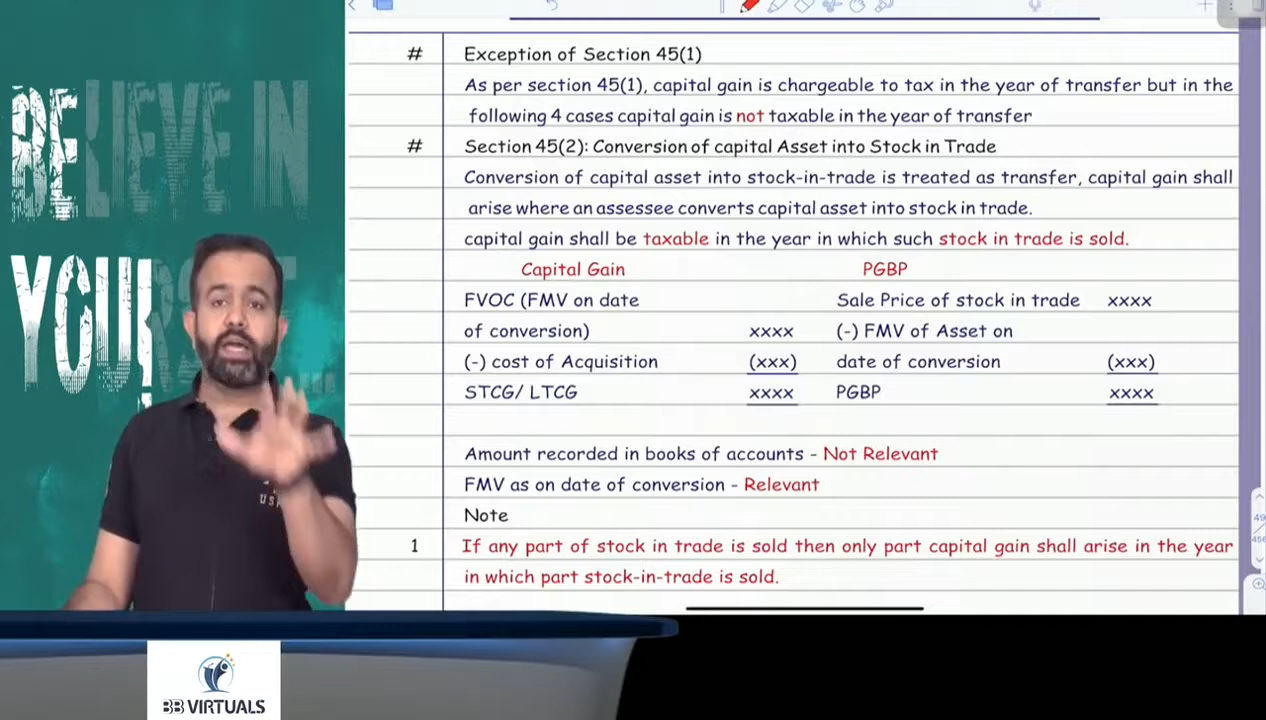 BELIEVE IN
YOURSE
# Exception of Section 45(1)
As per section 45(1), capital gain is chargeable to tax in the year of transfer but in the
following 4 cases capital gain is not taxable in the year of transfer
# Section 45(2): Conversion of capital Asset into Stock in Trade
Conversion of capital asset into stock-in-trade is treated as transfer, capital gain shall
arise where an assessee converts capital asset into stock in trade.
capital gain shall be taxable in the year in which such stock in trade is sold.
Capital Gain PGBP
FVOC (FMV on date Sale Price of stock in trade xxxx
of conversion) xxxx (-) FMV of Asset on
(-) cost of Acquisition (xxx) date of conversion (xxx)
STCG/ LTCG xxxx PGBP xxxx
Amount recorded in books of accounts - Not Relevant
FMV as on date of conversion - Relevant
Note
1 If any part of stock in trade is sold then only part capital gain shall arise in the year
in which part stock-in-trade is sold.
BB VIRTUALS